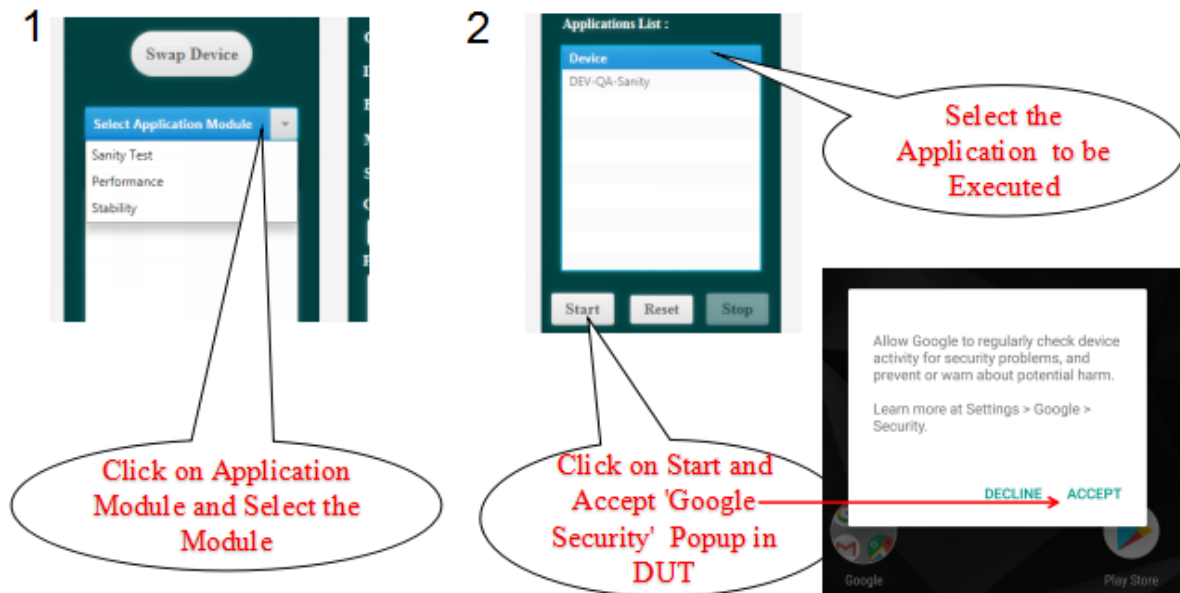 1
Swap Device
Select Application Module
Sanity Test
Performance
Stability
Click on Application
Module and Select the
Module
2
Applications List :
Device
DEV-QA-Sanity
Start
Reset
Stop
Select the
Application to be
Executed
Click on Start and
Accept 'Google
Security' Popup in
DUT
Allow Google to regularly check device
activity for security problems, and
prevent or warn about potential harm.
Learn more at Settings > Google >
Security.
DECLINE
ACCEPT
Google
Play Store